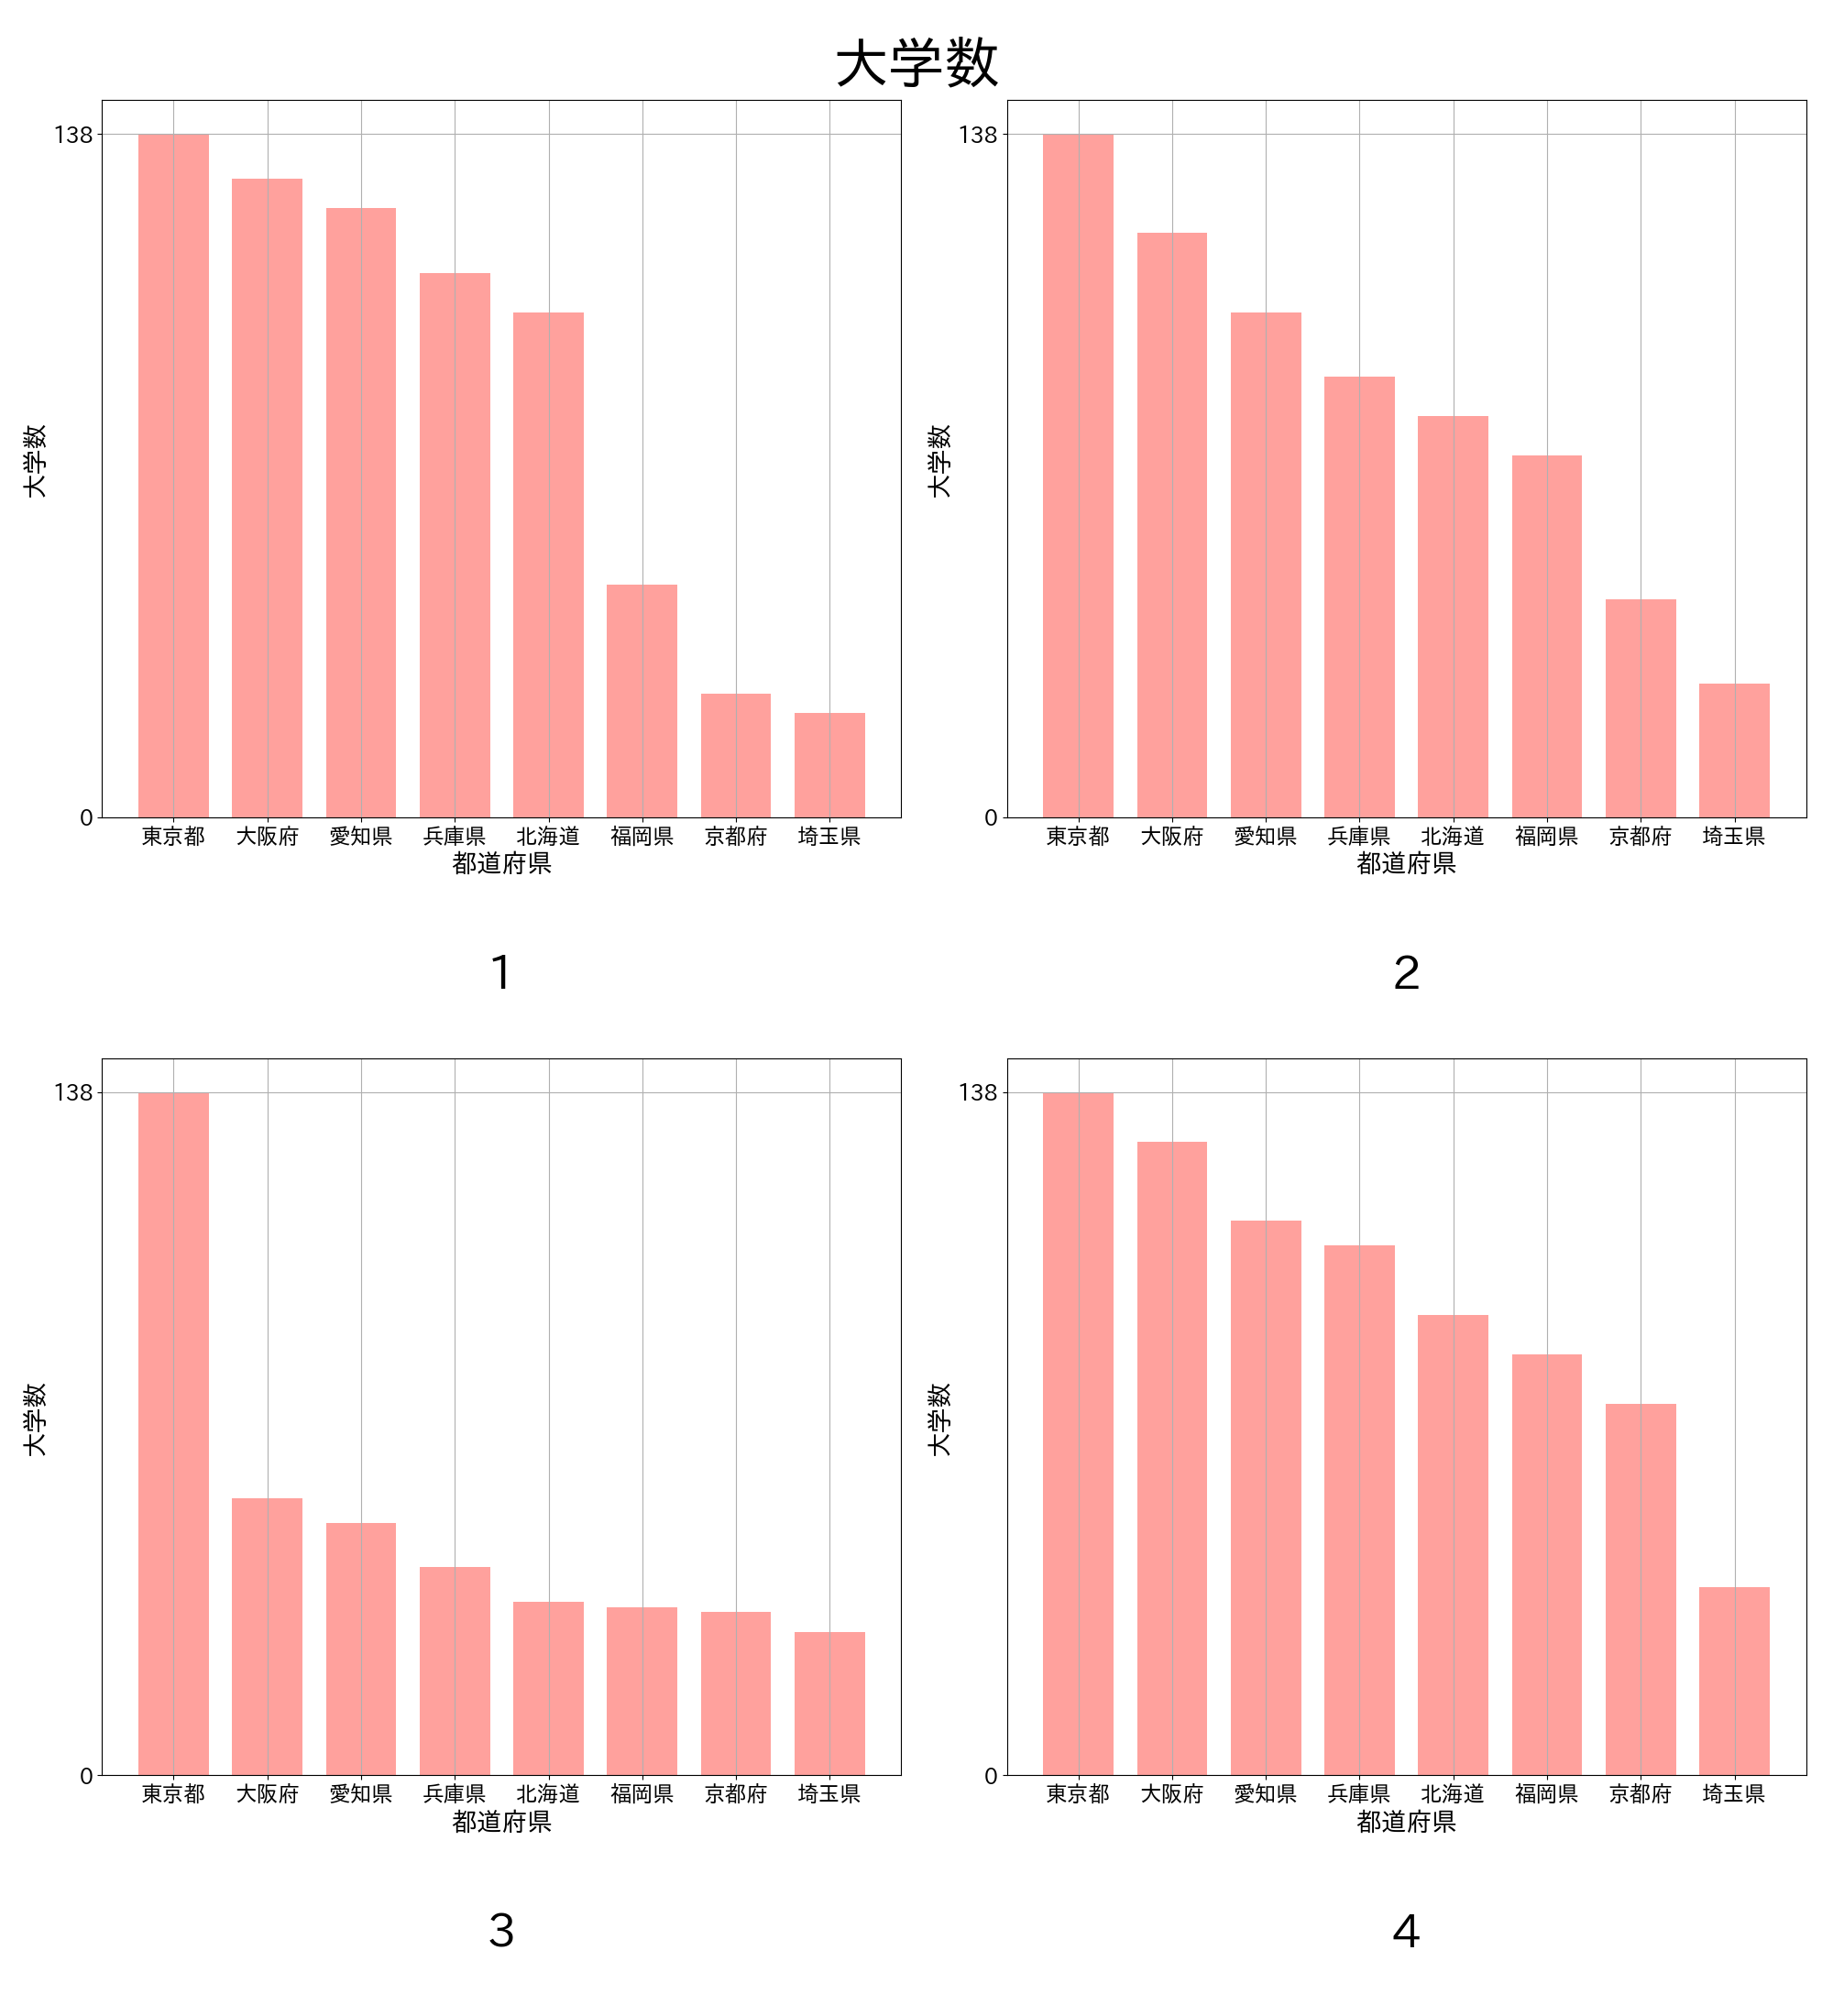 大学数
138
0
大学数
東京都 大阪府 愛知県 兵庫県 北海道 福岡県 京都府 埼玉県
都道府県
1
138
0
大学数
東京都 大阪府 愛知県 兵庫県 北海道 福岡県 京都府 埼玉県
都道府県
2
138
0
大学数
東京都 大阪府 愛知県 兵庫県 北海道 福岡県 京都府 埼玉県
都道府県
3
138
0
大学数
東京都 大阪府 愛知県 兵庫県 北海道 福岡県 京都府 埼玉県
都道府県
4